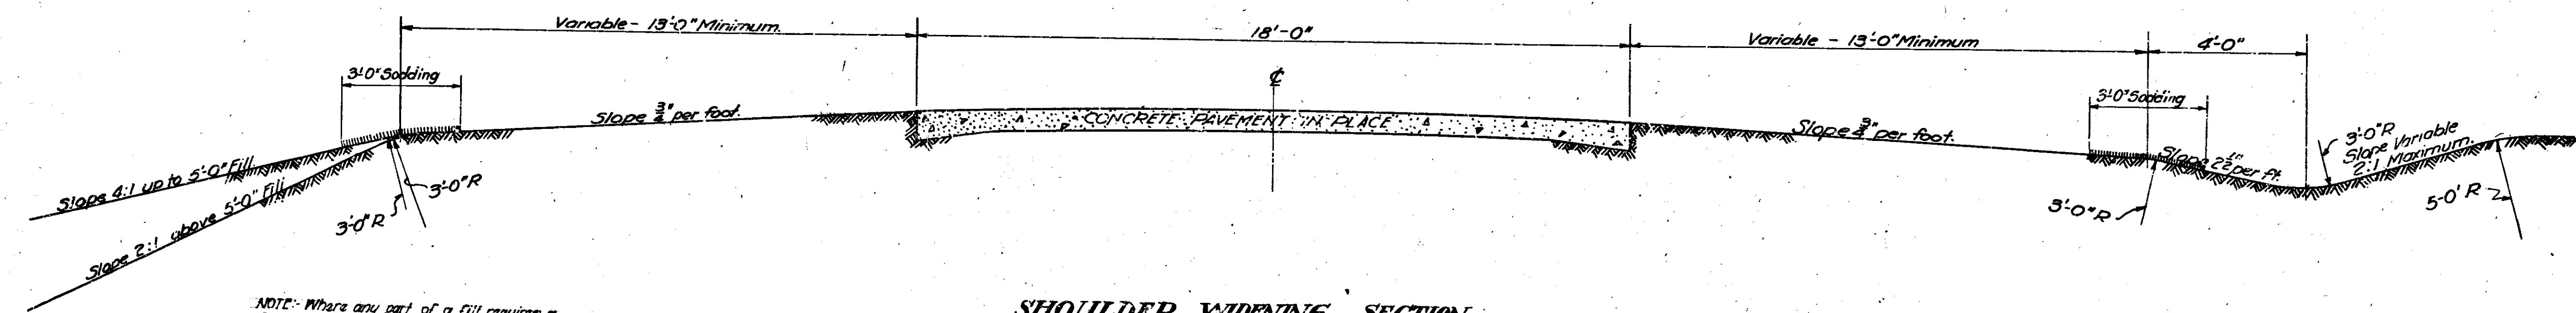 Variable - 13'-0" Minimum.
18'-0"
Variable - 13'-0" Minimum
4'-0"
3'-0" Sodding
℄
3'-0" Sodding
Slope 3/4" per foot.
CONCRETE PAVEMENT IN PLACE
Slope 3/4" per foot.
3'-0" R
Slope Variable
2:1 Maximum.
Slope 2 1/2" per ft.
Slope 4:1 up to 5'-0" Fill.
Slope 2:1 above 5'-0" Fill
3'-0" R
3'-0" R
3'-0" R
5-0' R
NOTE:- Where any part of a fill requires
SHOULDER WIDENING SECTION